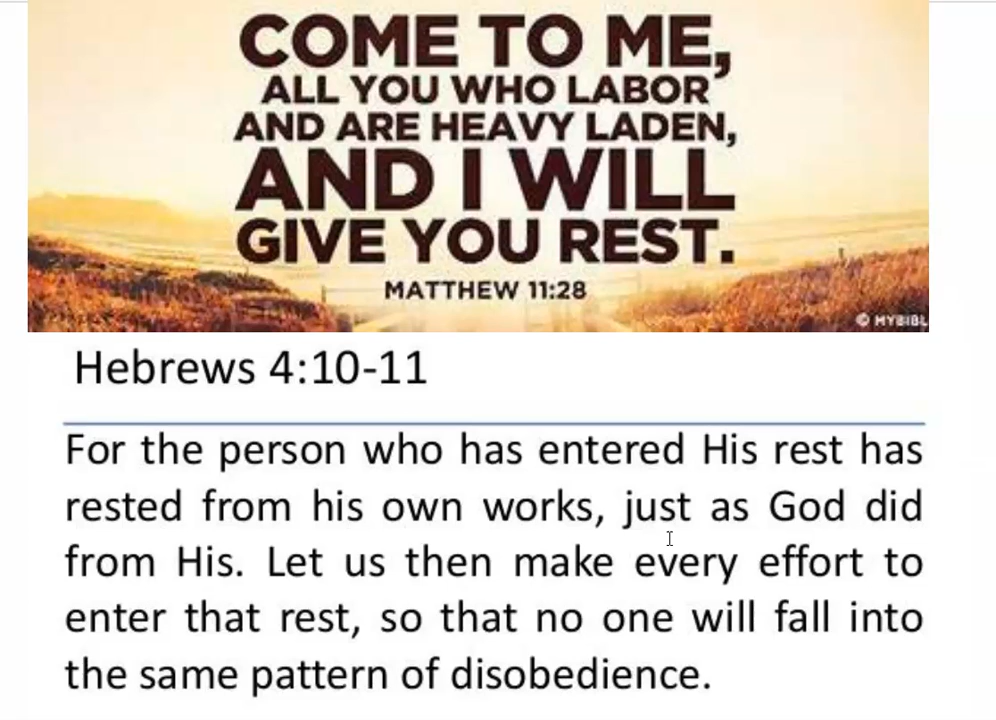 COME TO ME,
ALL YOU WHO LABOR
AND ARE HEAVY LADEN,
AND I WILL
GIVE YOU REST.
MATTHEW 11:28
© MYBIBL
Hebrews 4:10-11
For the person who has entered His rest has
rested from his own works, just as God did
from His. Let us then make every effort to
enter that rest, so that no one will fall into
the same pattern of disobedience.